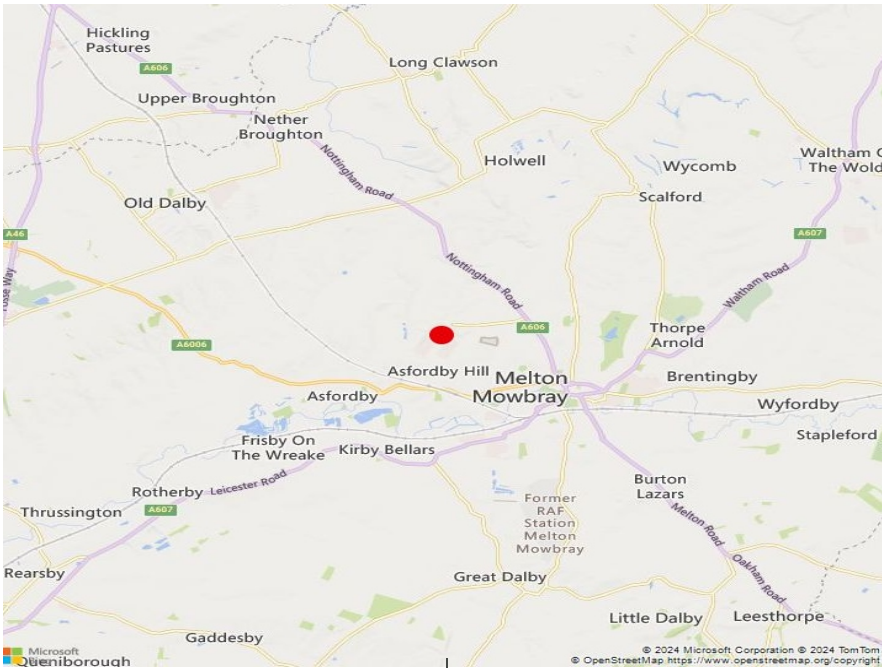 Hickling
Pastures
A606
Long Clawson
Upper Broughton
Nether
Broughton
Nottingham Road
Holwell
Wycomb
Waltham O
The Wold
Scalford
Old Dalby
A46
A607
Nottingham Road
Waltham Road
osse Way
A606
Thorpe
Arnold
A6006
Asfordby Hill
Melton
Mowbray
Brentingby
Asfordby
Wyfordby
Frisby On
The Wreake
Kirby Bellars
Stapleford
Rotherby
Leicester Road
Burton
Lazars
A607
Thrussington
Former
RAF
Station
Melton
Mowbray
Melton Road
Oakham Road
Rearsby
Great Dalby
Little Dalby
Leesthorpe
Gaddesby
Microsoft
Queniborough
© 2024 Microsoft Corporation © 2024 TomTom
© OpenStreetMap https://www.openstreetmap.org/copyright